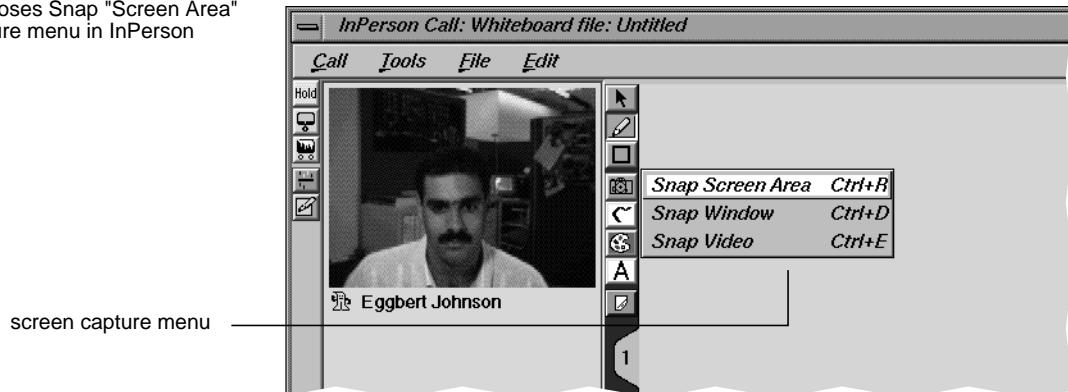 oses Snap "Screen Area"
re menu in InPerson
InPerson Call: Whiteboard file: Untitled
Call Tools File Edit
Hold
Snap Screen Area Ctrl+R
Snap Window Ctrl+D
Snap Video Ctrl+E
A
Eggbert Johnson
screen capture menu
1